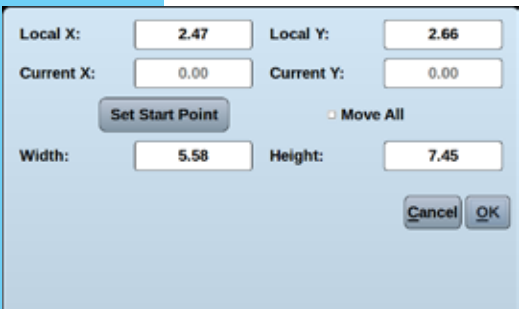 Local X: 2.47 Local Y: 2.66
Current X: 0.00 Current Y: 0.00
Set Start Point Move All
Width: 5.58 Height: 7.45
Cancel OK